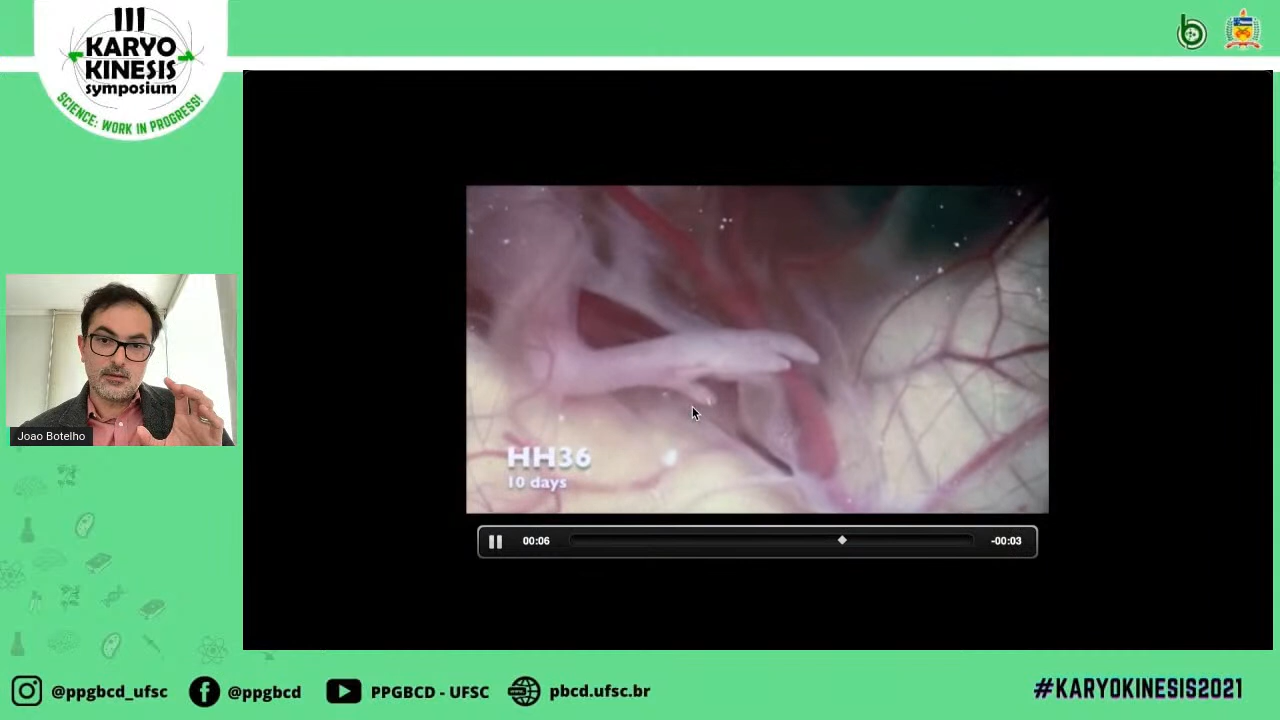 III
KARYO
KINESIS
symposium
SCIENCE: WORK IN PROGRESS!
Joao Botelho
HH36
10 days
00:06
-00:03
@ppgbcd_ufsc
@ppgbcd
PPGBCD - UFSC
pbcd.ufsc.br
#KARYOKINESIS2021